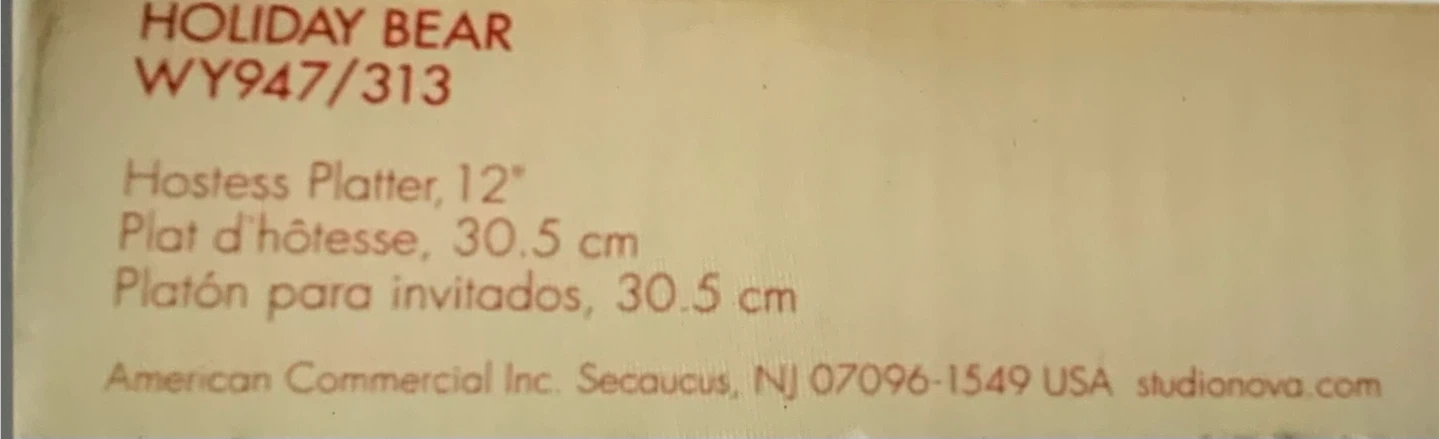 HOLIDAY BEAR
WY947/313
Hostess Platter, 12"
Plat d'hôtesse, 30.5 cm
Platón para invitados, 30.5 cm
American Commercial Inc. Secaucus, NJ 07096-1549 USA studionova.com